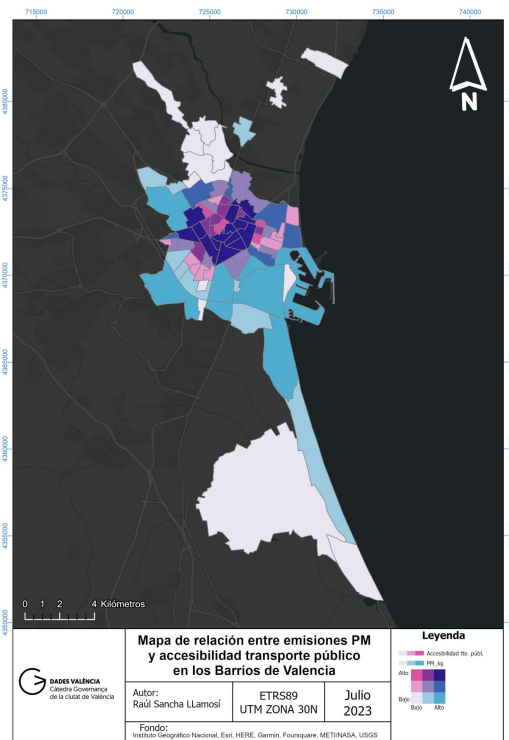 715000 720000 725000 730000 735000 740000
4380000
4375000
4370000
4365000
4360000
4355000
4350000
N
0 1 2 4 Kilómetros
DADES VALÈNCIA
Càtedra Governança
de la ciutat de València
Mapa de relación entre emisiones PM
y accesibilidad transporte público
en los Barrios de Valencia
Autor:
Raúl Sancha LLamosí
ETRS89
UTM ZONA 30N
Julio
2023
Fondo:
Instituto Geográfico Nacional, Esri, HERE, Garmin, Foursquare, METI/NASA, USGS
Leyenda
Accesibilidad tte. públ.
PM_kg
Alto
Bajo
Bajo Alto